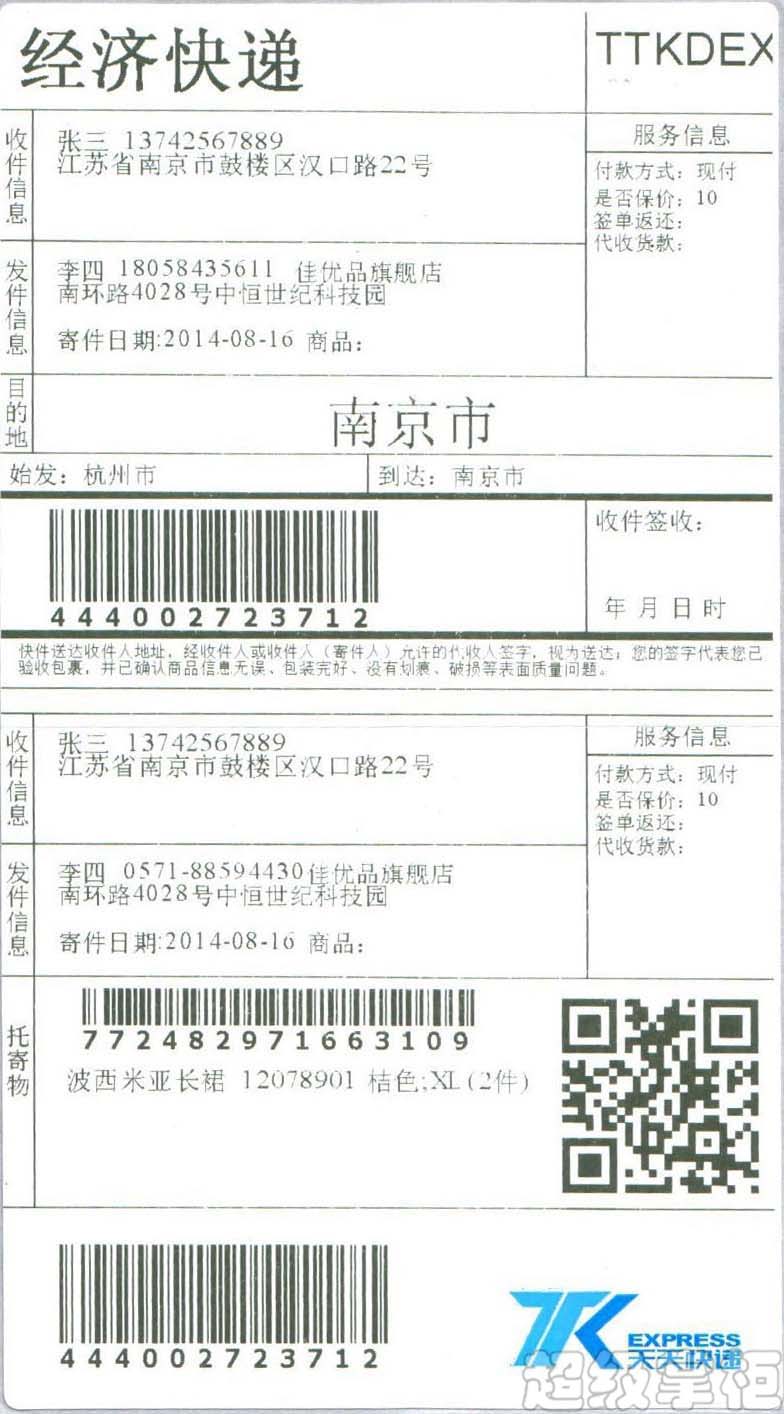 经济快递
TTKDEX
收件信息
张三 13742567889
江苏省南京市鼓楼区汉口路22号
服务信息
付款方式：现付
是否保价：10
签单返还：
代收货款：
发件信息
李四 18058435611 佳优品旗舰店
南环路4028号中恒世纪科技园
寄件日期:2014-08-16 商品：
目的地
南京市
始发：杭州市
到达：南京市
444002723712
收件签收：
年月日时
快件送达收件人地址，经收件人或收件人（寄件人）允许的代收人签字，视为送达；您的签字代表您已
验收包裹，并已确认商品信息无误、包装完好、没有划痕、破损等表面质量问题。
收件信息
张三 13742567889
江苏省南京市鼓楼区汉口路22号
服务信息
付款方式：现付
是否保价：10
签单返还：
代收货款：
发件信息
李四 0571-88594430佳优品旗舰店
南环路4028号中恒世纪科技园
寄件日期:2014-08-16 商品：
托寄物
772482971663109
波西米亚长裙 12078901 桔色;XL(2件)
444002723712
TK EXPRESS
天天快递
超级掌柜